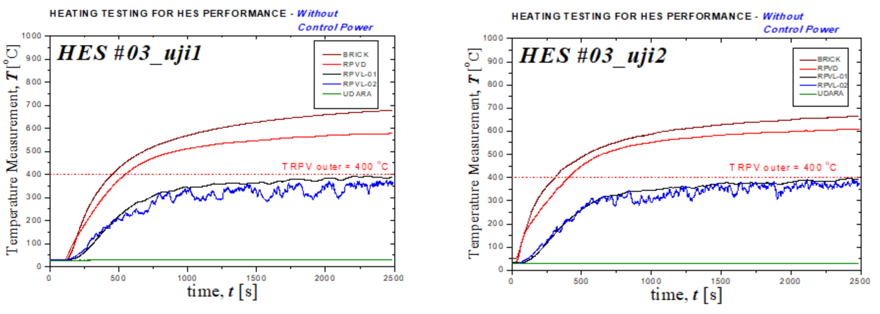 HEATING TESTING FOR HES PERFORMANCE - Without
Control Power
HES #03_uji1
BRICK
RPVD
RPVL-01
RPVL-02
UDARA
TRPV outer = 400 °C
Temperature Measurement, T [°C]
1000
900
800
700
600
500
400
300
200
100
0
0
500
1000
1500
2000
2500
time, t [s]
HEATING TESTING FOR HES PERFORMANCE - Without
Control Power
HES #03_uji2
BRICK
RPVD
RPVL-01
RPVL-02
UDARA
TRPV outer = 400 °C
Temperature Measurement, T [°C]
1000
900
800
700
600
500
400
300
200
100
0
0
500
1000
1500
2000
2500
time, t [s]